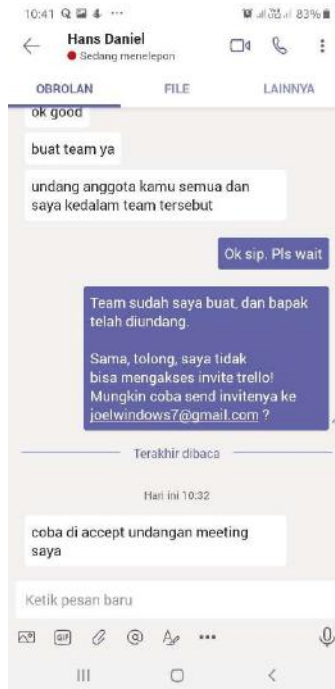 10:41
83%
Hans Daniel
Sedang menelepon
OBROLAN FILE LAINNYA
ok good
buat team ya
undang anggota kamu semua dan
saya kedalam team tersebut
Ok sip. Pls wait
Team sudah saya buat, dan bapak
telah diundang.
Sama, tolong, saya tidak
bisa mengakses invite trello!
Mungkin coba send invitenya ke
joelwindows7@gmail.com ?
Terakhir dibaca
Hari ini 10:32
coba di accept undangan meeting
saya
Ketik pesan baru
GIF